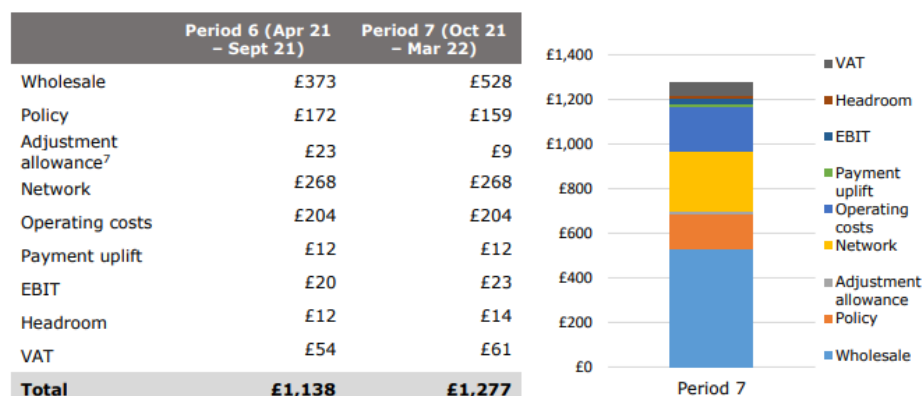 Period 6 (Apr 21 – Sept 21) Period 7 (Oct 21 – Mar 22)
Wholesale £373 £528
Policy £172 £159
Adjustment allowance7 £23 £9
Network £268 £268
Operating costs £204 £204
Payment uplift £12 £12
EBIT £20 £23
Headroom £12 £14
VAT £54 £61
Total £1,138 £1,277
£1,400
£1,200
£1,000
£800
£600
£400
£200
£0
Period 7
VAT
Headroom
EBIT
Payment
uplift
Operating
costs
Network
Adjustment
allowance
Policy
Wholesale